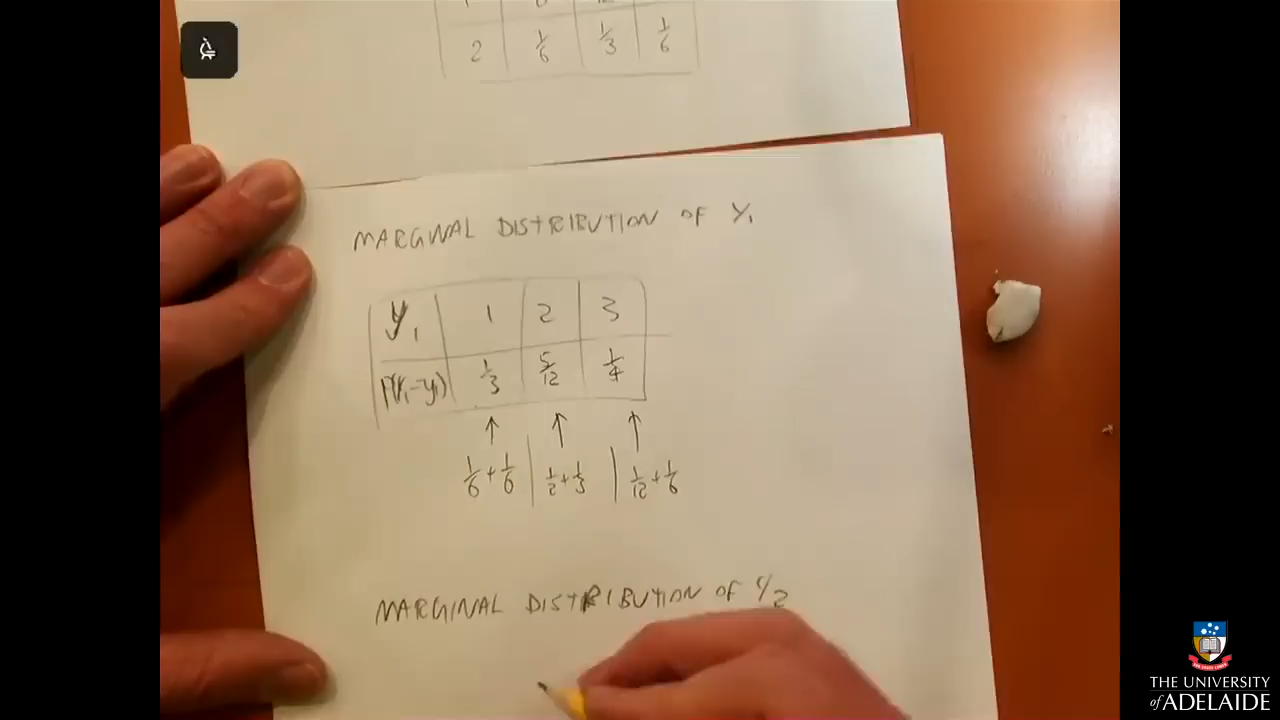 2 1/6 1/3 1/6
MARGINAL DISTRIBUTION OF Y₁
y₁ 1 2 3
P(Y₁=y₁) 1/3 5/12 1/4
↑ ↑ ↑
1/6+1/6 | 1/12+1/3 | 1/12+1/6
MARGINAL DISTRIBUTION OF Y₂
THE UNIVERSITY
of ADELAIDE